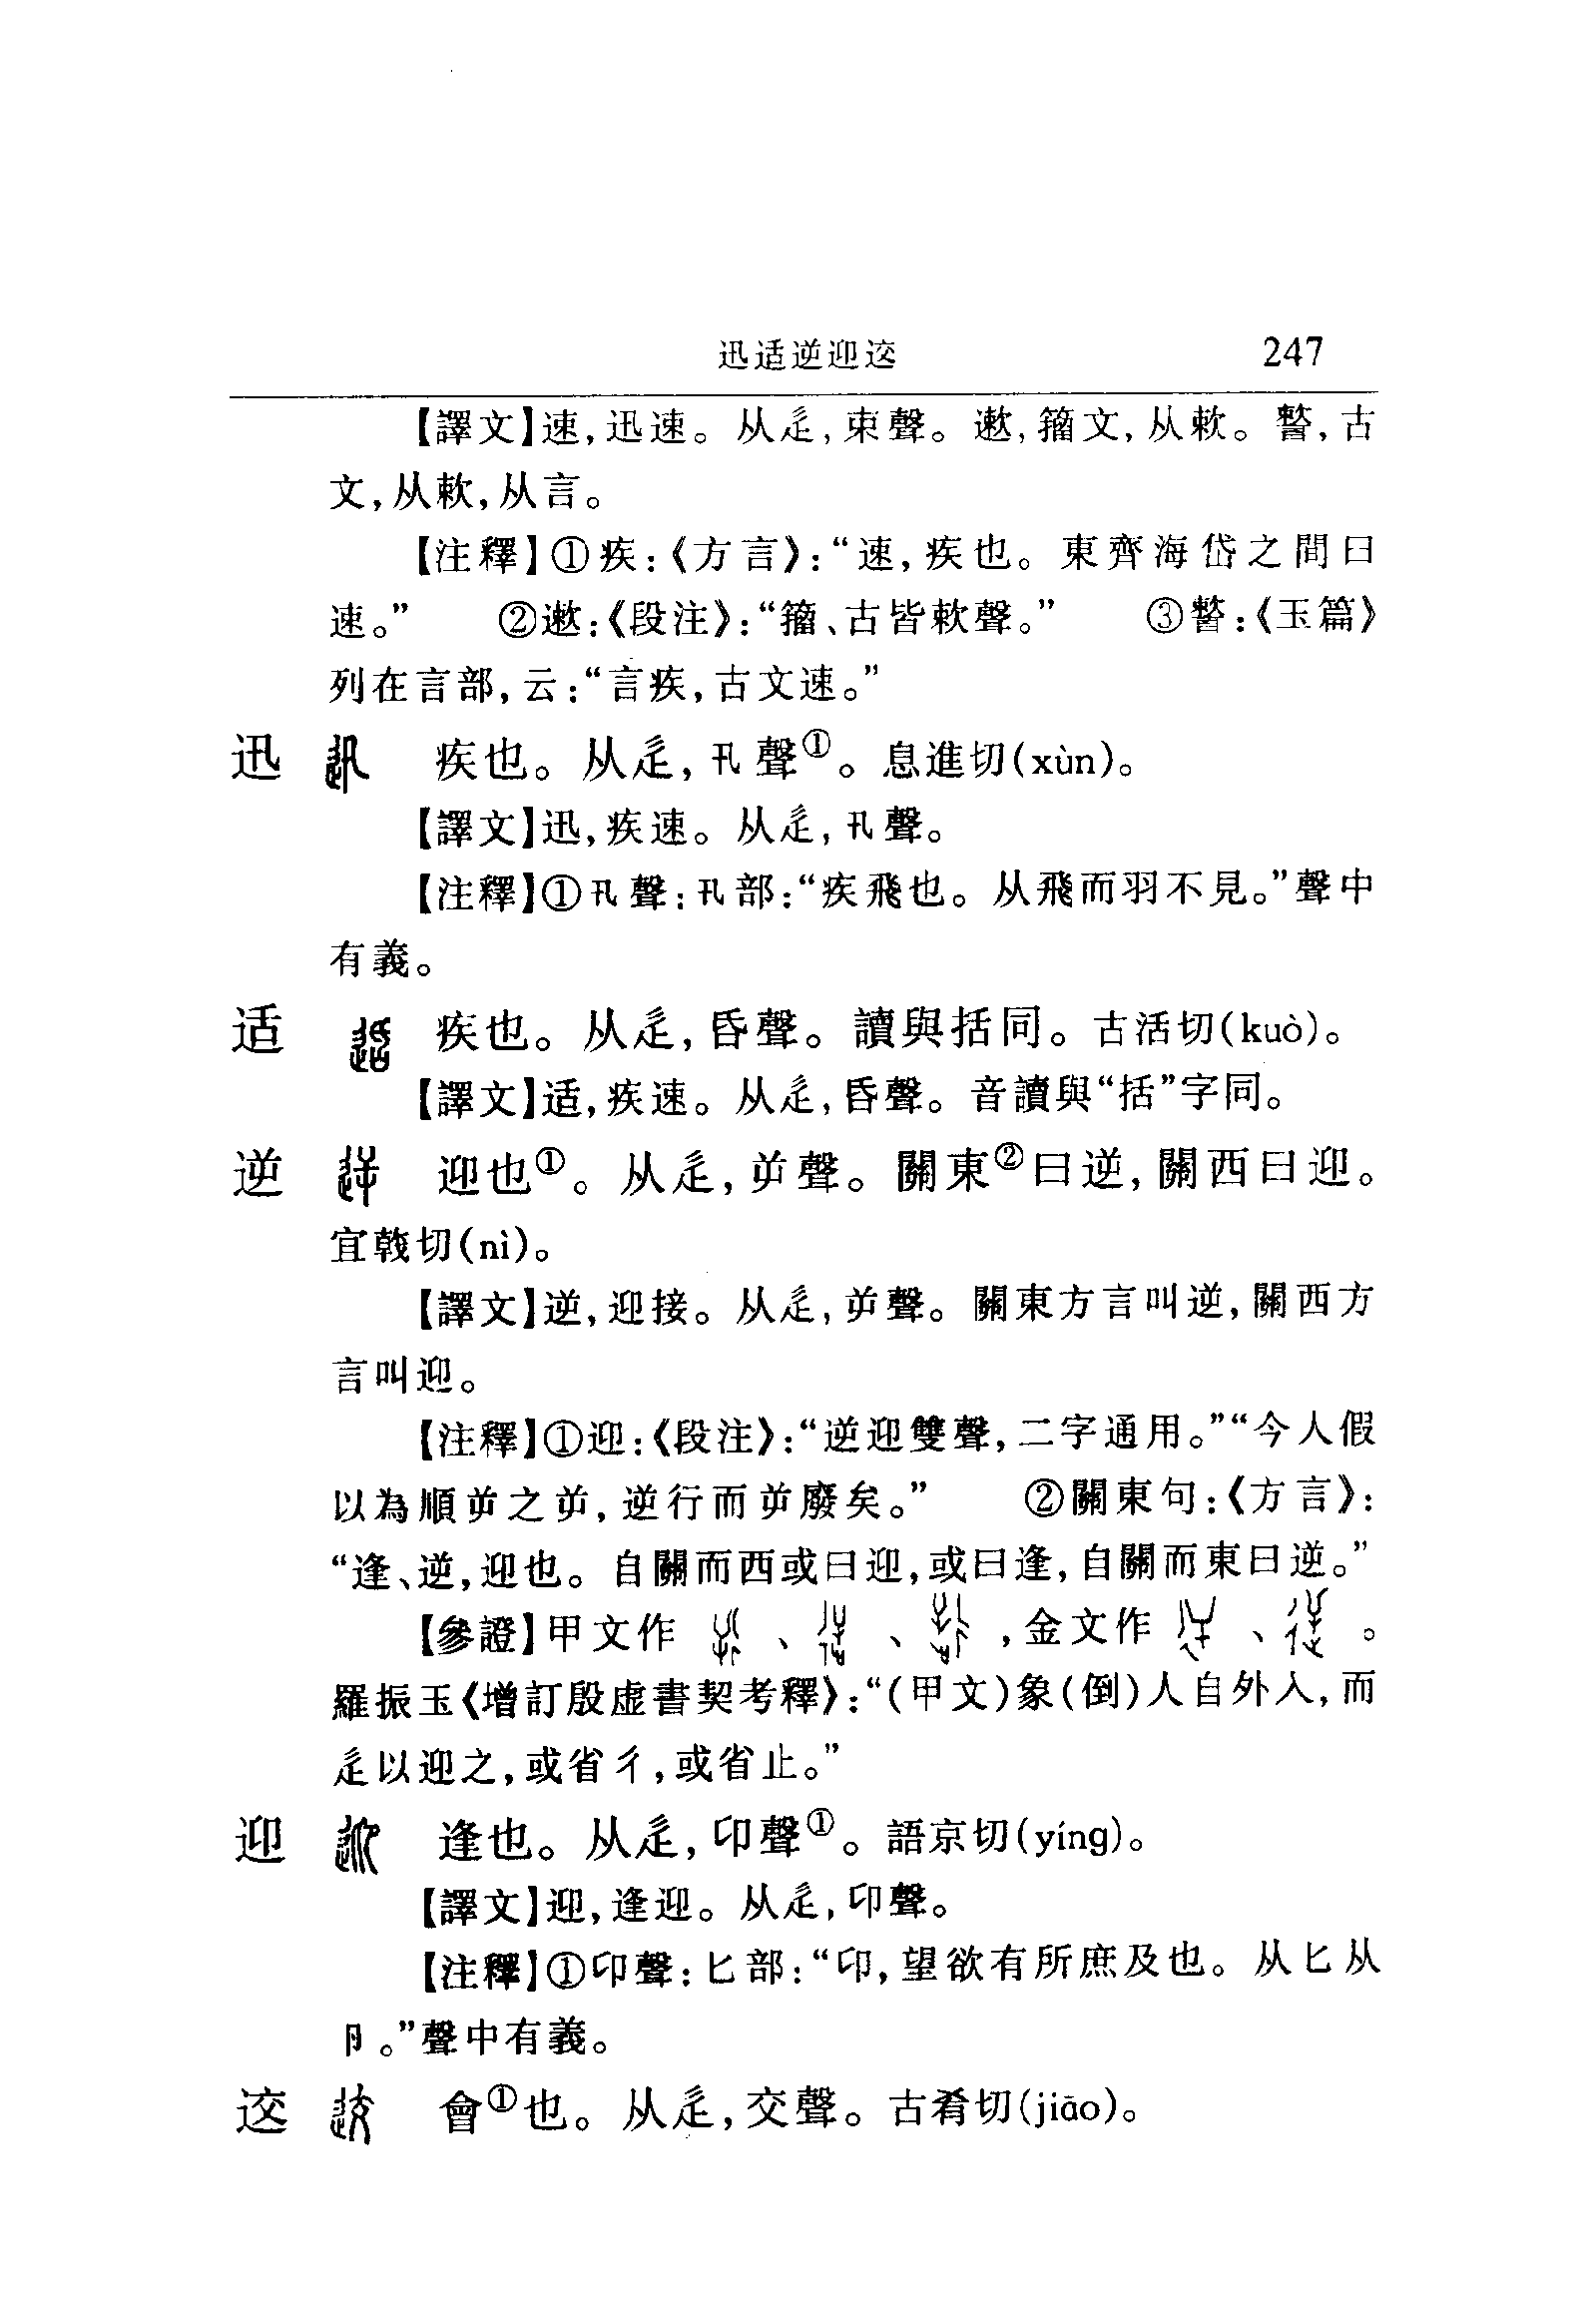 迅适逆迎逤 247
【譯文】速,迅速。从辵,束聲。遬,籀文,从欶。𧫷,古
文,从欶,从言。
【注釋】①疾:《方言》:“速,疾也。東齊海岱之間曰
速。” ②遬:《段注》:“籀、古皆欶聲。” ③𧫷:《玉篇》
列在言部,云:“言疾,古文速。”
迅 疾也。从辵,卂聲①。息進切(xùn)。
【譯文】迅,疾速。从辵,卂聲。
【注釋】①卂聲:卂部:“疾飛也。从飛而羽不見。”聲中
有義。
适 疾也。从辵,昏聲。讀與括同。古活切(kuò)。
【譯文】适,疾速。从辵,昏聲。音讀與“括”字同。
逆 迎也①。从辵,屰聲。關東②曰逆,關西曰迎。
宜戟切(nì)。
【譯文】逆,迎接。从辵,屰聲。關東方言叫逆,關西方
言叫迎。
【注釋】①迎:《段注》:“逆迎雙聲,二字通用。”“今人假
以為順屰之屰,逆行而屰廢矣。” ②關東句:《方言》:
“逢、逆,迎也。自關而西或曰迎,或曰逢,自關而東曰逆。”
【參證】甲文作 、 、 ,金文作 、 。
羅振玉《增訂殷虛書契考釋》:“(甲文)象(倒)人自外入,而
辵以迎之,或省彳,或省止。”
迎 逢也。从辵,卬聲①。語京切(yíng)。
【譯文】迎,逢迎。从辵,卬聲。
【注釋】①卬聲:匕部:“卬,望欲有所庶及也。从匕从
卪。”聲中有義。
䢒 會①也。从辵,交聲。古肴切(jiāo)。